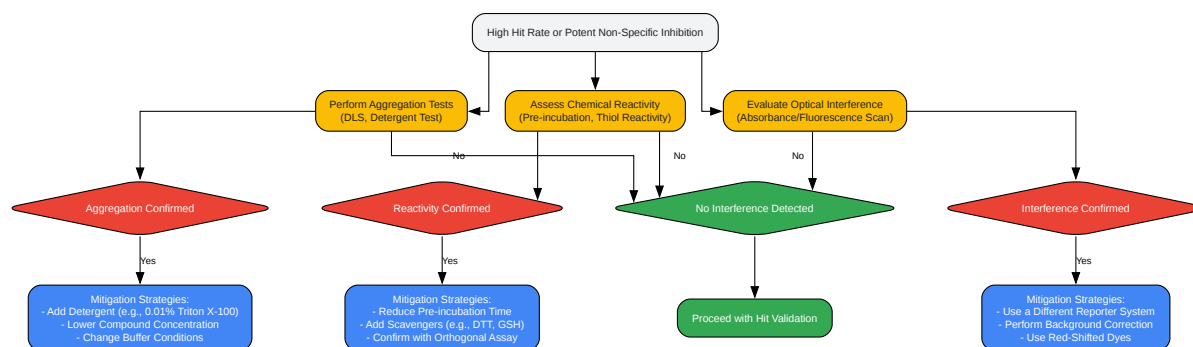 High Hit Rate or Potent Non-Specific Inhibition
Perform Aggregation Tests
(DLS, Detergent Test)
Assess Chemical Reactivity
(Pre-incubation, Thiol Reactivity)
Evaluate Optical Interference
(Absorbance/Fluorescence Scan)
No
No
No
Aggregation Confirmed
Reactivity Confirmed
No Interference Detected
Interference Confirmed
Yes
Yes
Yes
Mitigation Strategies:
- Add Detergent (e.g., 0.01% Triton X-100)
- Lower Compound Concentration
- Change Buffer Conditions
Mitigation Strategies:
- Reduce Pre-incubation Time
- Add Scavengers (e.g., DTT, GSH)
- Confirm with Orthogonal Assay
Proceed with Hit Validation
Mitigation Strategies:
- Use a Different Reporter System
- Perform Background Correction
- Use Red-Shifted Dyes